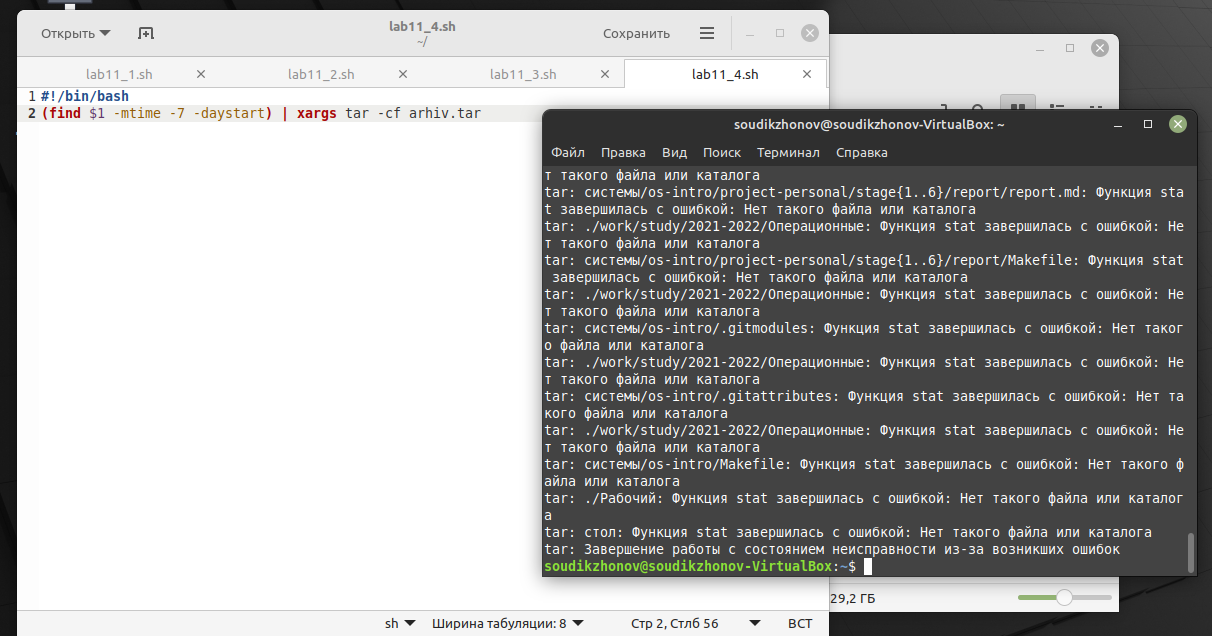 Открыть
lab11_4.sh
~/
Сохранить
lab11_1.sh
lab11_2.sh
lab11_3.sh
lab11_4.sh
1 #!/bin/bash
2 (find $1 -mtime -7 -daystart) | xargs tar -cf arhiv.tar
soudikzhonov@soudikzhonov-VirtualBox: ~
Файл Правка Вид Поиск Терминал Справка
т такого файла или каталога
tar: системы/os-intro/project-personal/stage{1..6}/report/report.md: Функция sta
t завершилась с ошибкой: Нет такого файла или каталога
tar: ./work/study/2021-2022/Операционные: Функция stat завершилась с ошибкой: Не
т такого файла или каталога
tar: системы/os-intro/project-personal/stage{1..6}/report/Makefile: Функция stat
 завершилась с ошибкой: Нет такого файла или каталога
tar: ./work/study/2021-2022/Операционные: Функция stat завершилась с ошибкой: Не
т такого файла или каталога
tar: системы/os-intro/.gitmodules: Функция stat завершилась с ошибкой: Нет таког
о файла или каталога
tar: ./work/study/2021-2022/Операционные: Функция stat завершилась с ошибкой: Не
т такого файла или каталога
tar: системы/os-intro/.gitattributes: Функция stat завершилась с ошибкой: Нет та
кого файла или каталога
tar: ./work/study/2021-2022/Операционные: Функция stat завершилась с ошибкой: Не
т такого файла или каталога
tar: системы/os-intro/Makefile: Функция stat завершилась с ошибкой: Нет такого ф
айла или каталога
tar: ./Рабочий: Функция stat завершилась с ошибкой: Нет такого файла или каталог
а
tar: стол: Функция stat завершилась с ошибкой: Нет такого файла или каталога
tar: Завершение работы с состоянием неисправности из-за возникших ошибок
soudikzhonov@soudikzhonov-VirtualBox:~$
29,2 ГБ
sh Ширина табуляции: 8 Стр 2, Стлб 56 ВСТ